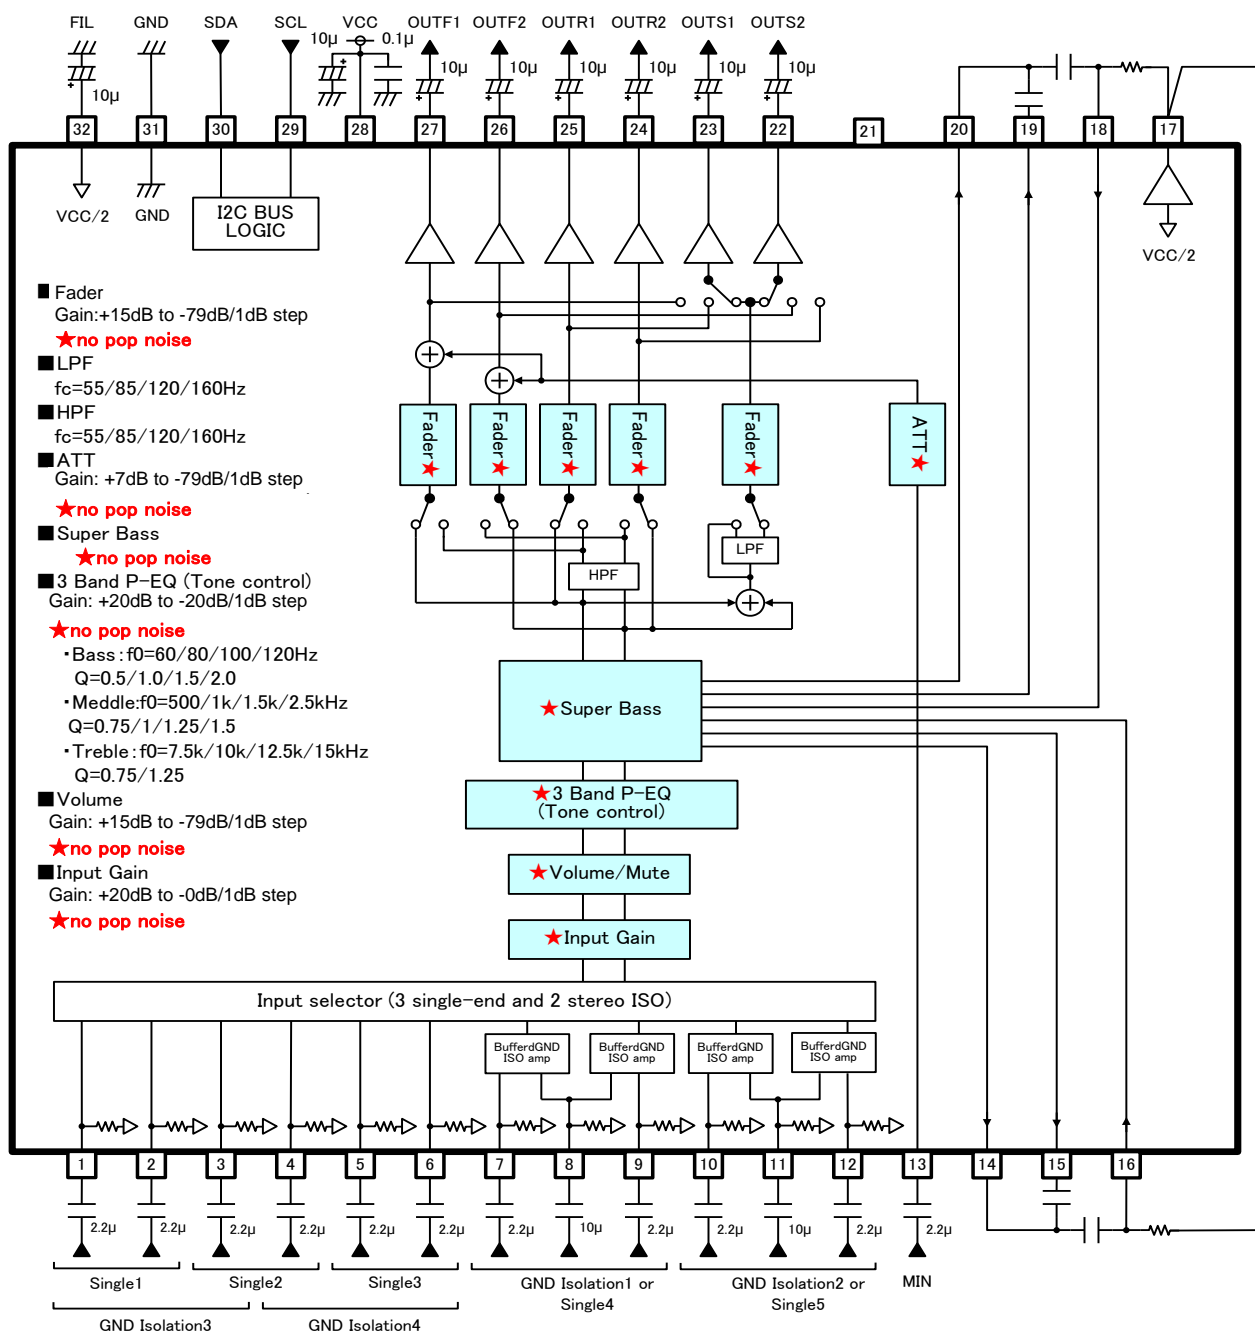 FIL GND SDA SCL VCC OUTF1 OUTF2 OUTR1 OUTR2 OUTS1 OUTS2
10μ 0.1μ
10μ 10μ 10μ 10μ 10μ 10μ 10μ
32 31 30 29 28 27 26 25 24 23 22 21 20 19 18 17
VCC/2 GND I2C BUS LOGIC VCC/2
■ Fader
Gain:+15dB to -79dB/1dB step
★no pop noise
■LPF
fc=55/85/120/160Hz
■HPF
fc=55/85/120/160Hz
■ATT
Gain: +7dB to -79dB/1dB step
★no pop noise
■Super Bass
★no pop noise
■3 Band P-EQ (Tone control)
Gain: +20dB to -20dB/1dB step
★no pop noise
・Bass:f0=60/80/100/120Hz
Q=0.5/1.0/1.5/2.0
・Meddle:f0=500/1k/1.5k/2.5kHz
Q=0.75/1/1.25/1.5
・Treble:f0=7.5k/10k/12.5k/15kHz
Q=0.75/1.25
■Volume
Gain: +15dB to -79dB/1dB step
★no pop noise
■Input Gain
Gain: +20dB to -0dB/1dB step
★no pop noise
Fader★ Fader★ Fader★ Fader★ Fader★ ATT★
LPF
HPF
★Super Bass
★3 Band P-EQ
(Tone control)
★Volume/Mute
★Input Gain
Input selector (3 single-end and 2 stereo ISO)
BufferdGND BufferdGND BufferdGND BufferdGND
ISO amp ISO amp ISO amp ISO amp
1 2 3 4 5 6 7 8 9 10 11 12 13 14 15 16
2.2μ 2.2μ 2.2μ 2.2μ 2.2μ 2.2μ 2.2μ 10μ 2.2μ 2.2μ 10μ 2.2μ 2.2μ
Single1 Single2 Single3 GND Isolation1 or GND Isolation2 or MIN
Single4 Single5
GND Isolation3 GND Isolation4